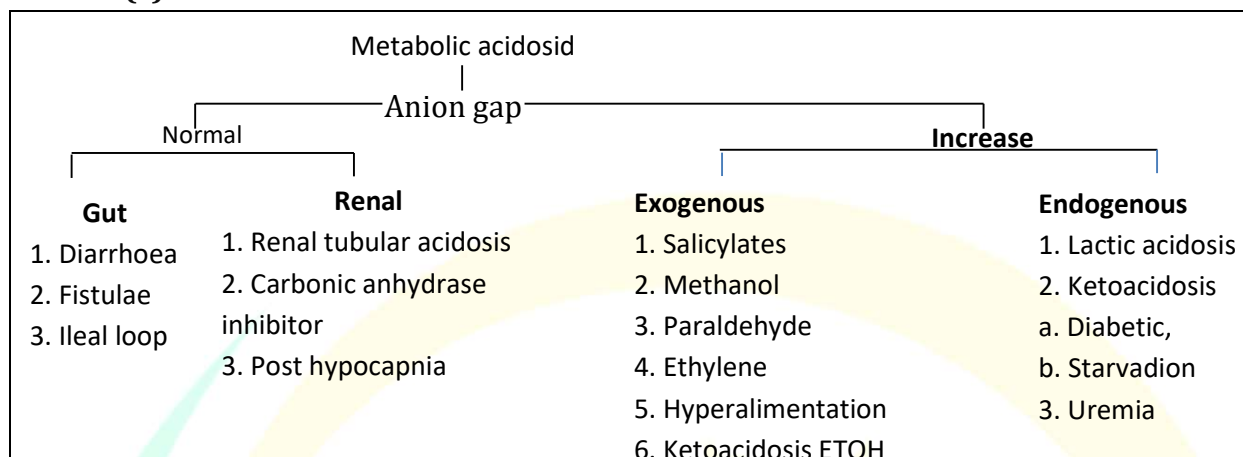 Metabolic acidosid
Anion gap
Normal
Increase
Gut
1. Diarrhoea
2. Fistulae
3. Ileal loop
Renal
1. Renal tubular acidosis
2. Carbonic anhydrase
inhibitor
3. Post hypocapnia
Exogenous
1. Salicylates
2. Methanol
3. Paraldehyde
4. Ethylene
5. Hyperalimentation
6. Ketoacidosis ETOH
Endogenous
1. Lactic acidosis
2. Ketoacidosis
a. Diabetic,
b. Starvadion
3. Uremia